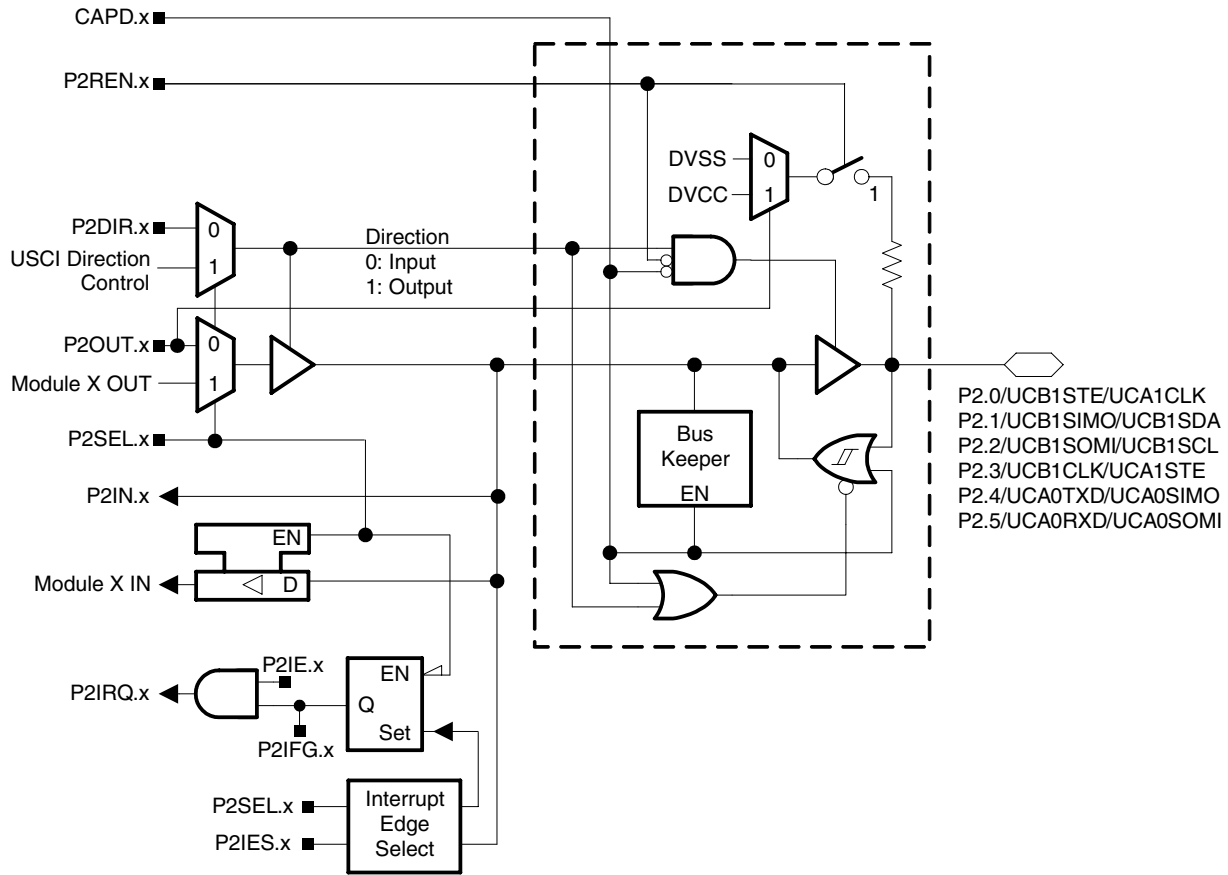 CAPD.x
P2REN.x
DVSS
0
DVCC
1
1
P2DIR.x
0
USCI Direction
Control
1
Direction
0: Input
1: Output
P2OUT.x
0
Module X OUT
1
P2SEL.x
P2IN.x
EN
Module X IN
D
Bus
Keeper
EN
P2.0/UCB1STE/UCA1CLK
P2.1/UCB1SIMO/UCB1SDA
P2.2/UCB1SOMI/UCB1SCL
P2.3/UCB1CLK/UCA1STE
P2.4/UCA0TXD/UCA0SIMO
P2.5/UCA0RXD/UCA0SOMI
P2IE.x
P2IRQ.x
P2IFG.x
EN
Q
Set
P2SEL.x
P2IES.x
Interrupt
Edge
Select